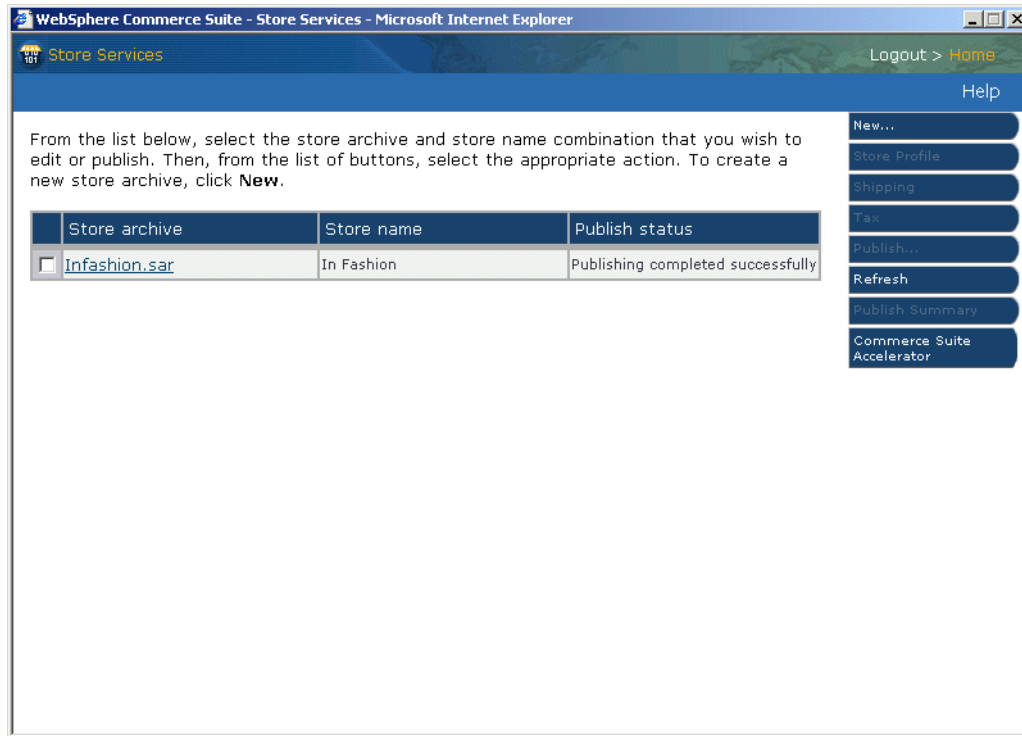 WebSphere Commerce Suite - Store Services - Microsoft Internet Explorer
101
Store Services
Logout > Home
Help
From the list below, select the store archive and store name combination that you wish to
edit or publish. Then, from the list of buttons, select the appropriate action. To create a
new store archive, click New.
Store archive Store name Publish status
Infashion.sar In Fashion Publishing completed successfully
New...
Store Profile
Shipping
Tax
Publish...
Refresh
Publish Summary
Commerce Suite
Accelerator